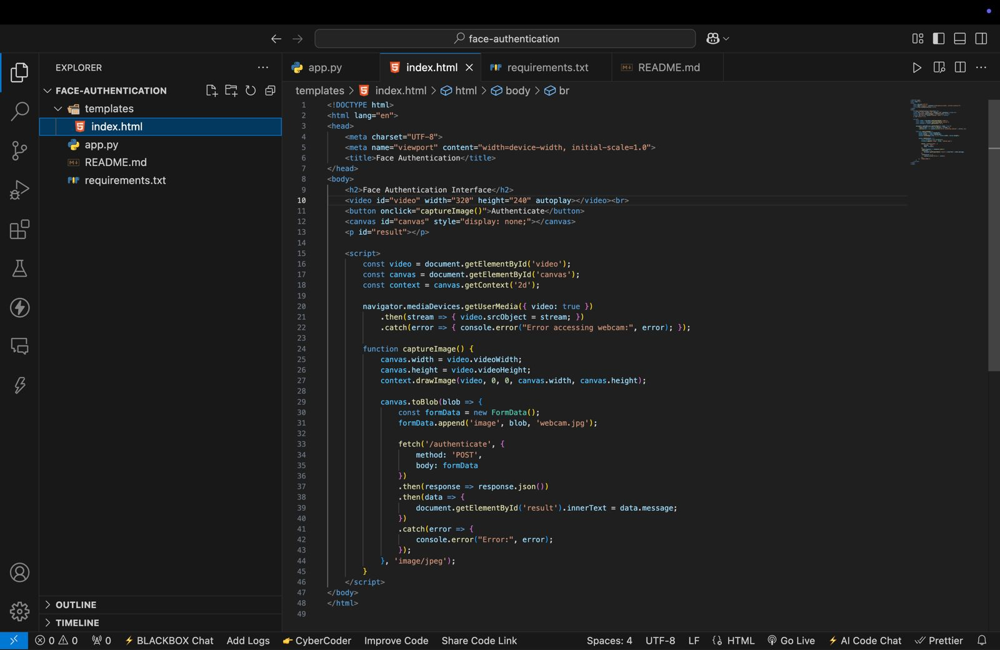 face-authentication
EXPLORER
FACE-AUTHENTICATION
templates
index.html
app.py
README.md
requirements.txt
OUTLINE
TIMELINE
app.py
index.html
requirements.txt
README.md
templates > index.html > html > body > br
1 <!DOCTYPE html>
2 <html lang="en">
3 <head>
4 <meta charset="UTF-8">
5 <meta name="viewport" content="width=device-width, initial-scale=1.0">
6 <title>Face Authentication</title>
7 </head>
8 <body>
9 <h2>Face Authentication Interface</h2>
10 <video id="video" width="320" height="240" autoplay></video><br>
11 <button onclick="captureImage()">Authenticate</button>
12 <canvas id="canvas" style="display: none;"></canvas>
13 <p id="result"></p>
14
15 <script>
16 const video = document.getElementById('video');
17 const canvas = document.getElementById('canvas');
18 const context = canvas.getContext('2d');
19
20 navigator.mediaDevices.getUserMedia({ video: true })
21 .then(stream => { video.srcObject = stream; })
22 .catch(error => { console.error("Error accessing webcam:", error); });
23
24 function captureImage() {
25 canvas.width = video.videoWidth;
26 canvas.height = video.videoHeight;
27 context.drawImage(video, 0, 0, canvas.width, canvas.height);
28
29 canvas.toBlob(blob => {
30 const formData = new FormData();
31 formData.append('image', blob, 'webcam.jpg');
32
33 fetch('/authenticate', {
34 method: 'POST',
35 body: formData
36 })
37 .then(response => response.json())
38 .then(data => {
39 document.getElementById('result').innerText = data.message;
40 })
41 .catch(error => {
42 console.error("Error:", error);
43 });
44 }, 'image/jpeg');
45 }
46 </script>
47 </body>
48 </html>
49
0 0 0 BLACKBOX Chat Add Logs CyberCoder Improve Code Share Code Link Spaces: 4 UTF-8 LF HTML Go Live AI Code Chat Prettier